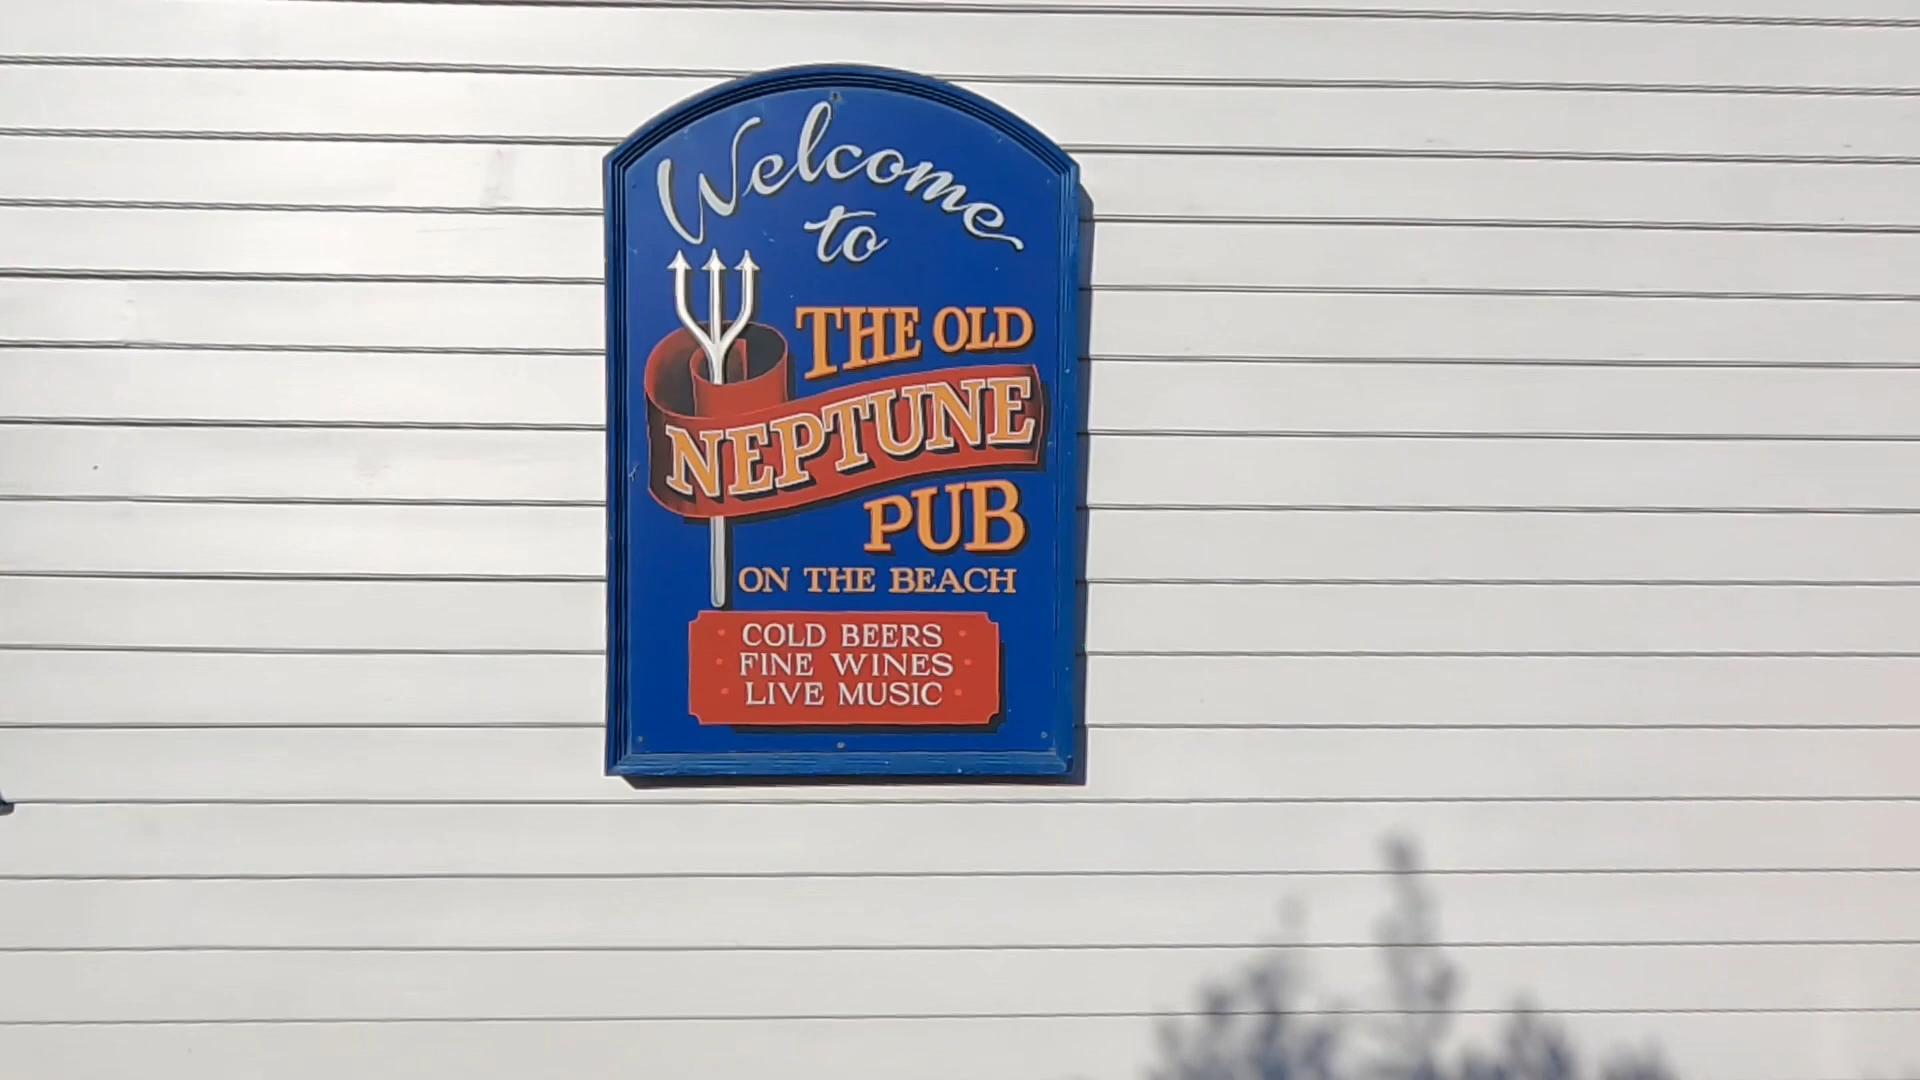 Welcome
to
THE OLD
NEPTUNE
PUB
ON THE BEACH
COLD BEERS
FINE WINES
LIVE MUSIC